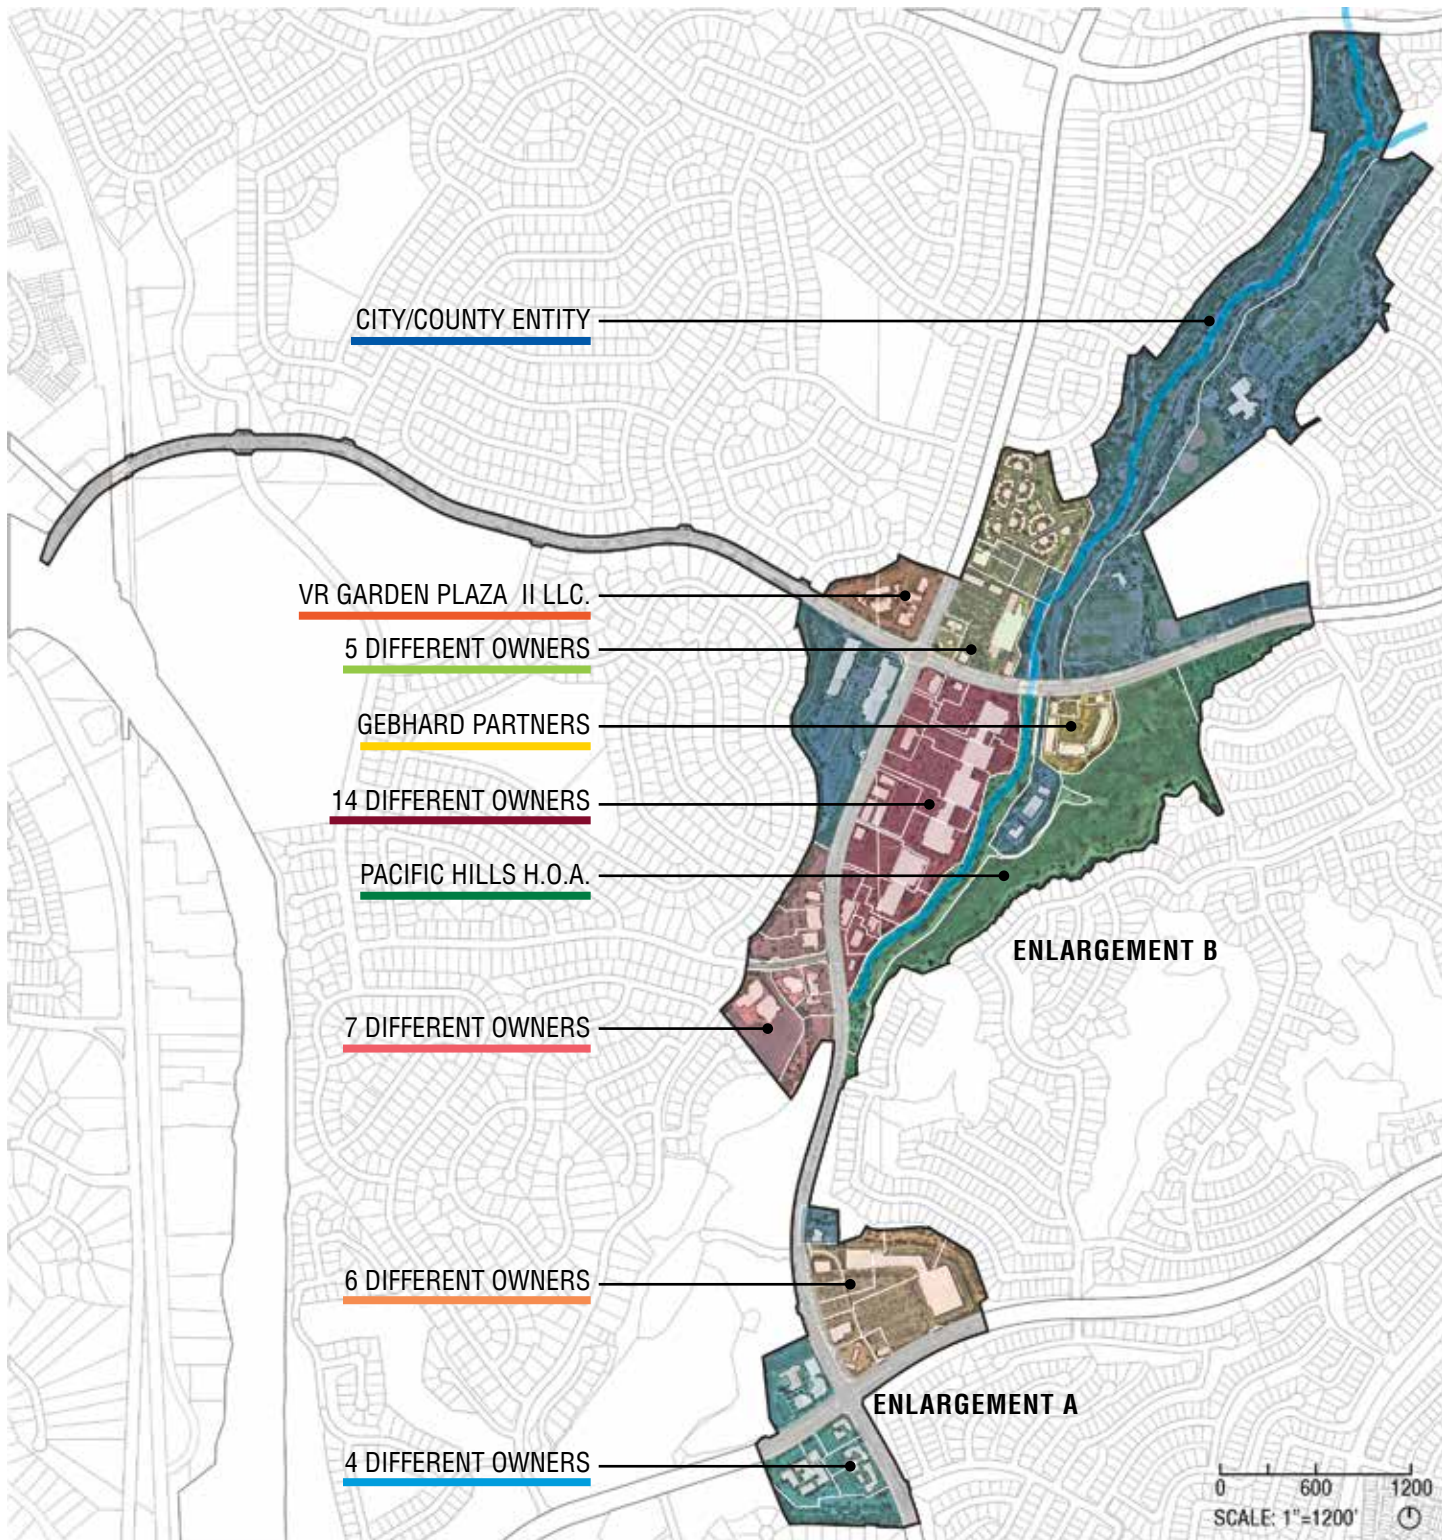 CITY/COUNTY ENTITY
VR GARDEN PLAZA II LLC.
5 DIFFERENT OWNERS
GEBHARD PARTNERS
14 DIFFERENT OWNERS
PACIFIC HILLS H.O.A.
ENLARGEMENT B
7 DIFFERENT OWNERS
6 DIFFERENT OWNERS
ENLARGEMENT A
4 DIFFERENT OWNERS
0 600 1200
SCALE: 1"=1200'